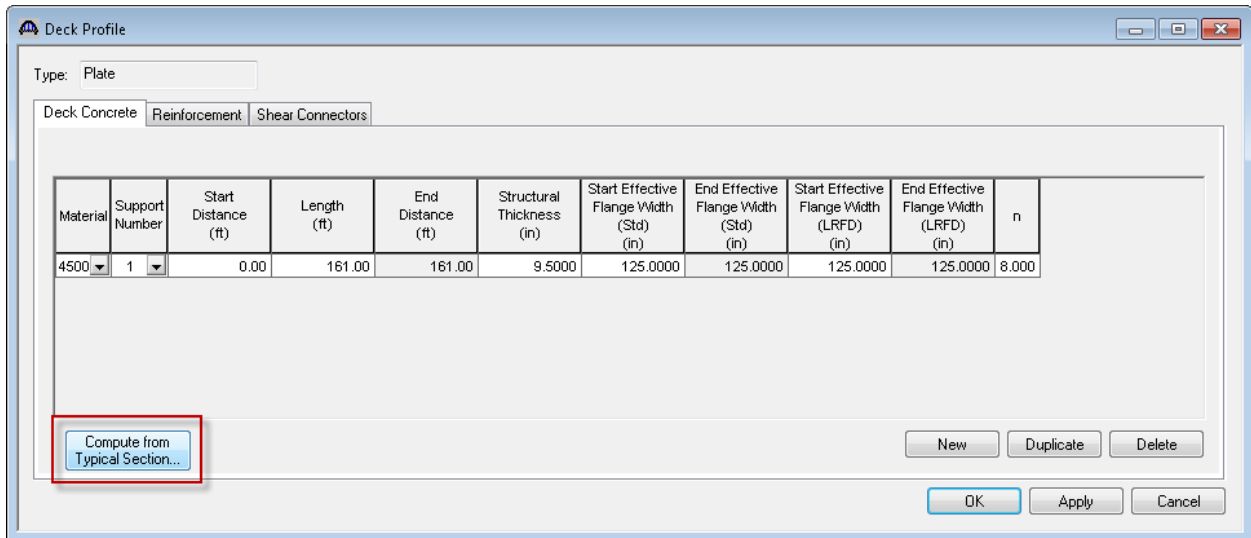 Deck Profile
Type: Plate
Deck Concrete Reinforcement Shear Connectors
Material Support Number Start Distance (ft) Length (ft) End Distance (ft) Structural Thickness (in) Start Effective Flange Width (Std) (in) End Effective Flange Width (Std) (in) Start Effective Flange Width (LRFD) (in) End Effective Flange Width (LRFD) (in) n
4500 1 0.00 161.00 161.00 9.5000 125.0000 125.0000 125.0000 125.0000 8.000
Compute from
Typical Section...
New Duplicate Delete
OK Apply Cancel